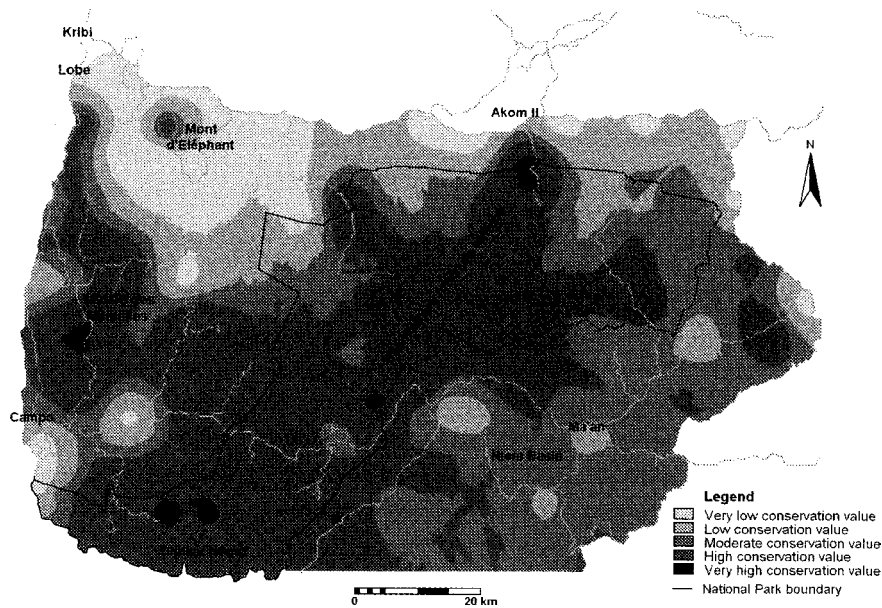 Kribi
Lobe
Akom II
Mont
d'Eléphant
N
Campo
Ma'an
Legend
Very low conservation value
Low conservation value
Moderate conservation value
High conservation value
Very high conservation value
National Park boundary
0 20 km